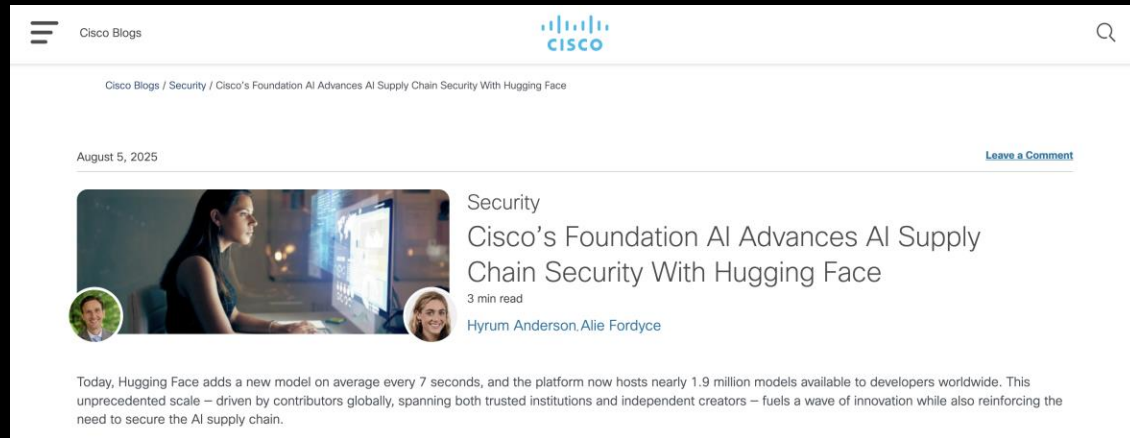 Cisco Blogs
CISCO
Cisco Blogs / Security / Cisco's Foundation AI Advances AI Supply Chain Security With Hugging Face
August 5, 2025
Leave a Comment
Security
Cisco's Foundation AI Advances AI Supply
Chain Security With Hugging Face
3 min read
Hyrum Anderson, Alie Fordyce
Today, Hugging Face adds a new model on average every 7 seconds, and the platform now hosts nearly 1.9 million models available to developers worldwide. This
unprecedented scale – driven by contributors globally, spanning both trusted institutions and independent creators – fuels a wave of innovation while also reinforcing the
need to secure the AI supply chain.